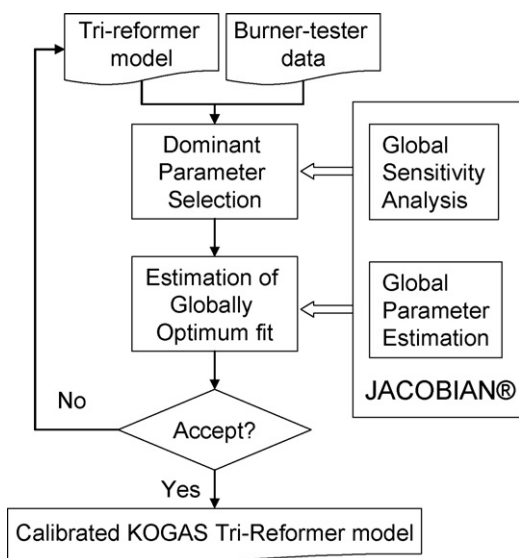 Tri-reformer
model
Burner-tester
data
Dominant
Parameter
Selection
Global
Sensitivity
Analysis
Estimation of
Globally
Optimum fit
Global
Parameter
Estimation
JACOBIAN®
No
Accept?
Yes
Calibrated KOGAS Tri-Reformer model